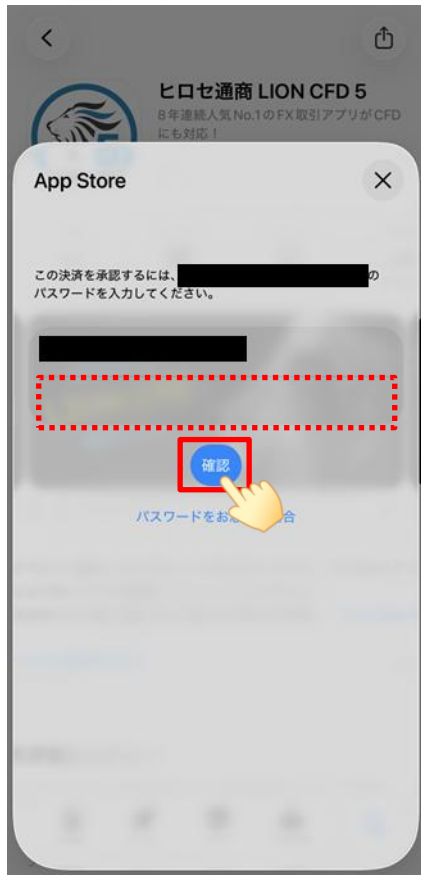 ヒロセ通商 LION CFD 5
8年連続人気No.1のFX取引アプリがCFD
にも対応！
App Store
この決済を承認するには、
の
パスワードを入力してください。
確認
パスワードをお
合